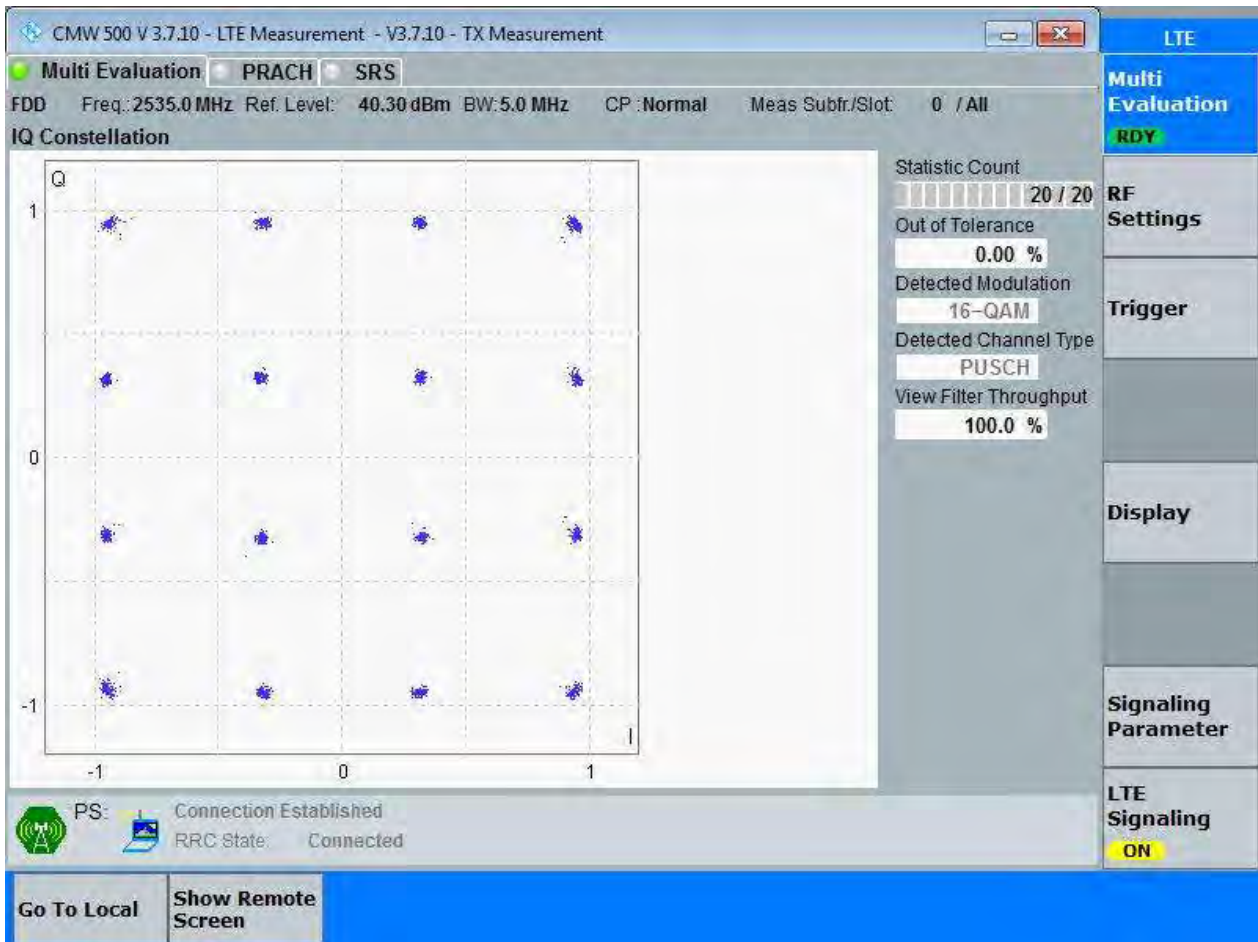 CMW 500 V 3.7.10 - LTE Measurement - V3.7.10 - TX Measurement
LTE
Multi Evaluation PRACH SRS
Multi
Evaluation
RDY
FDD Freq.: 2535.0 MHz Ref. Level: 40.30 dBm BW: 5.0 MHz CP : Normal Meas Subfr./Slot: 0 / All
IQ Constellation
Q
1
0
-1
-1 0 1
I
Statistic Count
20 / 20
Out of Tolerance
0.00 %
Detected Modulation
16-QAM
Detected Channel Type
PUSCH
View Filter Throughput
100.0 %
RF
Settings
Trigger
Display
Signaling
Parameter
LTE
Signaling
ON
PS: Connection Established
RRC State: Connected
Go To Local
Show Remote
Screen